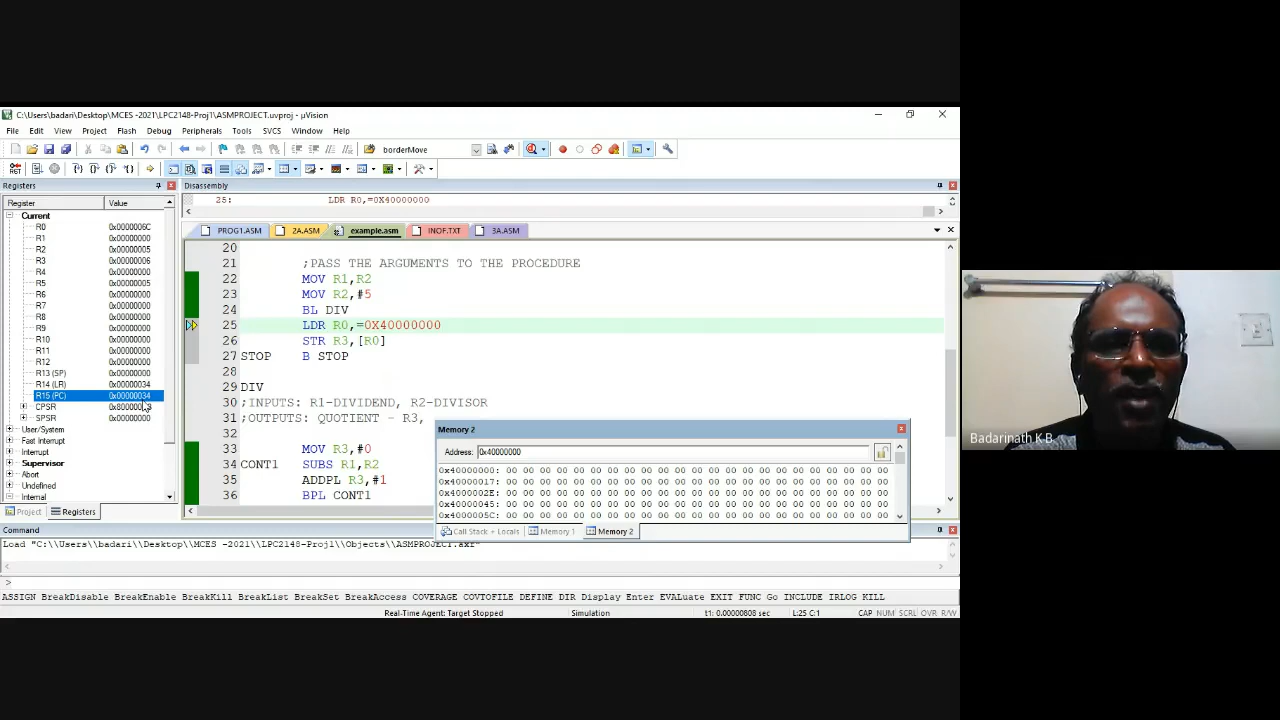 C:\Users\badari\Desktop\MCES -2021\LPC2148-Proj1\ASMPROJECT.uvproj - µVision
File Edit View Project Flash Debug Peripherals Tools SVCS Window Help
borderMove
Registers
Register Value
Current
R0 0x0000006C
R1 0x00000000
R2 0x00000005
R3 0x00000006
R4 0x00000000
R5 0x00000005
R6 0x00000000
R7 0x00000000
R8 0x00000000
R9 0x00000000
R10 0x00000000
R11 0x00000000
R12 0x00000000
R13 (SP) 0x00000000
R14 (LR) 0x00000034
R15 (PC) 0x00000034
CPSR
SPSR 0x00000000
User/System
Fast Interrupt
Interrupt
Supervisor
Abort
Undefined
Internal
Project Registers
Disassembly
25: LDR R0,=0X40000000
PROG1.ASM 2A.ASM example.asm INOF.TXT 3A.ASM
20
21 ;PASS THE ARGUMENTS TO THE PROCEDURE
22 MOV R1,R2
23 MOV R2,#5
24 BL DIV
25 LDR R0,=0X40000000
26 STR R3,[R0]
27 STOP B STOP
28
29 DIV
30 ;INPUTS: R1-DIVIDEND, R2-DIVISOR
31 ;OUTPUTS: QUOTIENT - R3,
32
33 MOV R3,#0
34 CONT1 SUBS R1,R2
35 ADDPL R3,#1
36 BPL CONT1
Memory 2
Address: 0x40000000
0x40000000: 00 00 00 00 00 00 00 00 00 00 00 00 00 00 00 00 00 00 00 00 00 00 00
0x40000017: 00 00 00 00 00 00 00 00 00 00 00 00 00 00 00 00 00 00 00 00 00 00 00
0x4000002E: 00 00 00 00 00 00 00 00 00 00 00 00 00 00 00 00 00 00 00 00 00 00 00
0x40000045: 00 00 00 00 00 00 00 00 00 00 00 00 00 00 00 00 00 00 00 00 00 00 00
0x4000005C: 00 00 00 00 00 00 00 00 00 00 00 00 00 00 00 00 00 00 00 00 00 00 00
Call Stack + Locals Memory 1 Memory 2
Command
Load "C:\\Users\\badari\\Desktop\\MCES -2021\\LPC2148-Proj1\\Objects\\ASMPROJECT.axf"
>
ASSIGN BreakDisable BreakEnable BreakKill BreakList BreakSet BreakAccess COVERAGE COVTOFILE DEFINE DIR Display Enter EVALuate EXIT FUNC Go INCLUDE IRLOG KILL
Real-Time Agent: Target Stopped Simulation t1: 0.00000808 sec L:25 C:1 CAP NUM SCRL OVR R/W
Badarinath K B